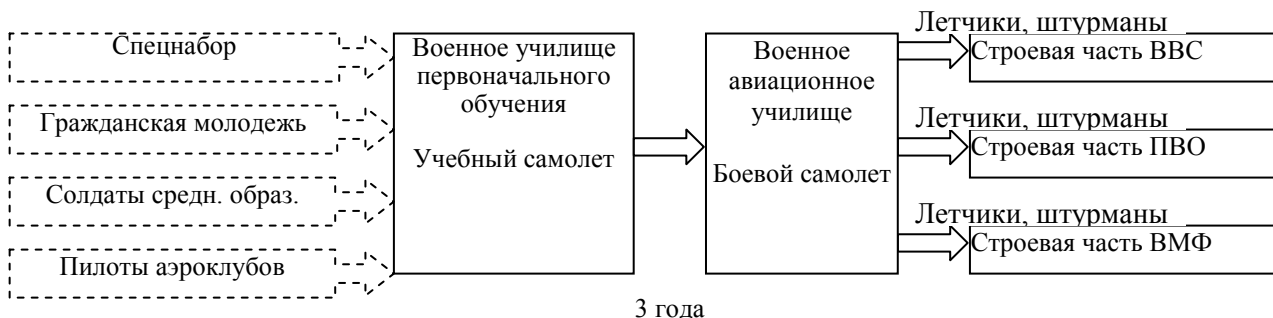 Спецнабор
Гражданская молодежь
Солдаты средн. образ.
Пилоты аэроклубов
Военное училище
первоначального
обучения
Учебный самолет
Военное
авиационное
училище
Боевой самолет
Летчики, штурманы
Строевая часть ВВС
Летчики, штурманы
Строевая часть ПВО
Летчики, штурманы
Строевая часть ВМФ
3 года